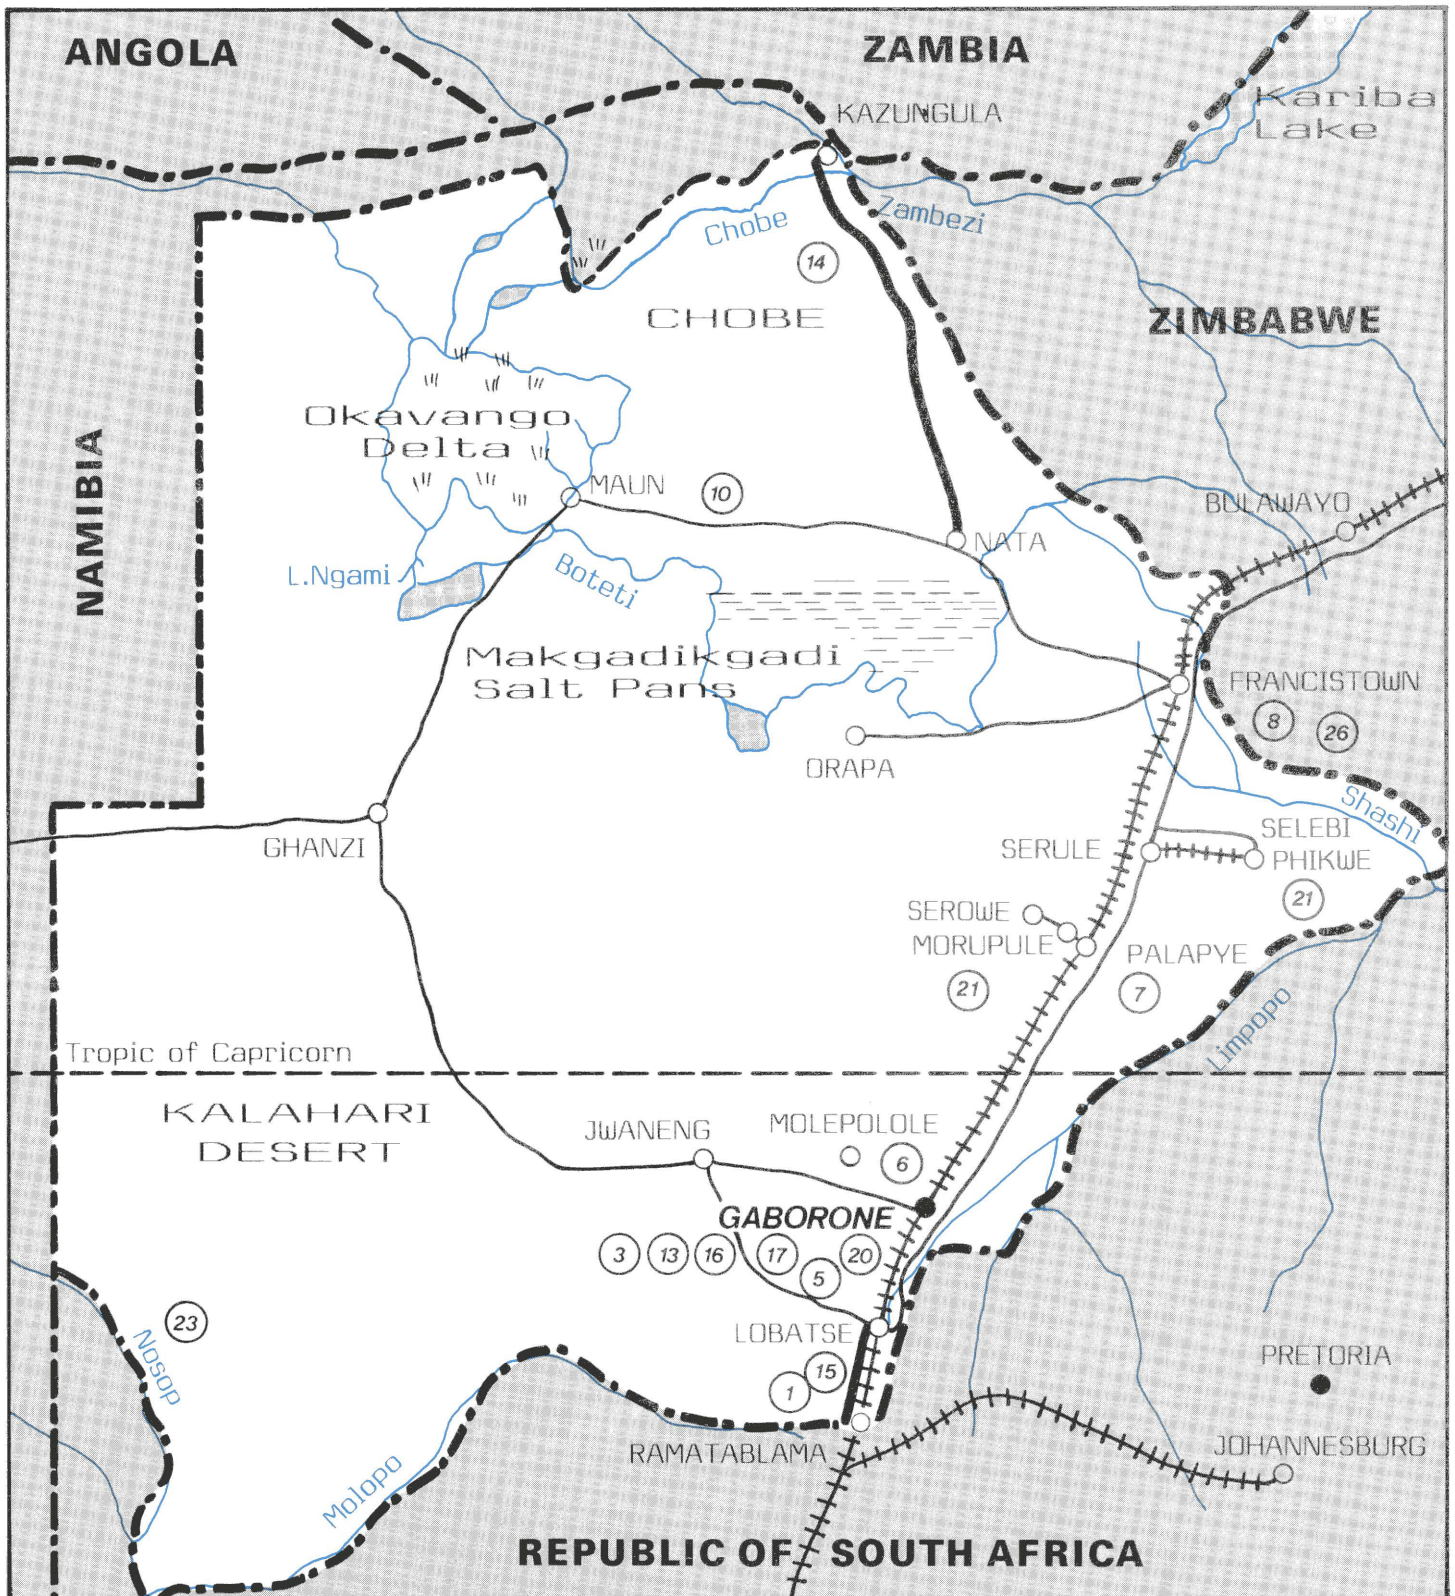 ANGOLA
ZAMBIA
KAZUNGULA
Kariba
Lake
Chobe
Zambezi
14
CHOBE
ZIMBABWE
Okavango
Delta
NAMIBIA
MAUN
10
BULAWAYO
NATA
L.Ngami
Boteti
Makgadikgadi
Salt Pans
FRANCISTOWN
8
26
ORAPA
Shashi
GHANZI
SERULE
SELEBI
PHIKWE
21
SEROWE
MORUPULE
21
PALAPYE
7
Limpopo
Tropic of Capricorn
KALAHARI
DESERT
JWANENG
MOLEPOLOLE
6
GABORONE
3
13
16
17
5
20
23
Nosop
LOBATSE
15
1
PRETORIA
RAMATABLAMA
JOHANNESBURG
Molopo
REPUBLIC OF SOUTH AFRICA